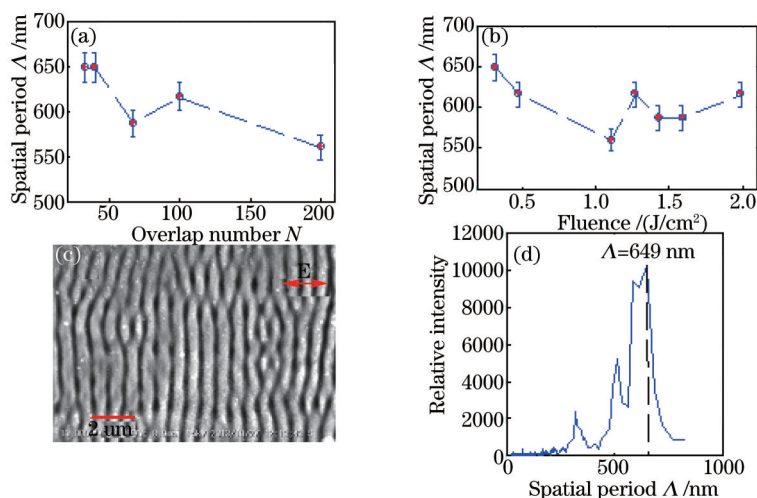 (a)
Spatial period Λ /nm
700
650
600
550
500
50
100
150
200
Overlap number N
(b)
Spatial period Λ /nm
700
650
600
550
500
0.5
1.0
1.5
2.0
Fluence /(J/cm²)
(c)
E
2 um
(d)
Λ=649 nm
Relative intensity
12000
10000
8000
6000
4000
2000
0
0
500
1000
Spatial period Λ /nm